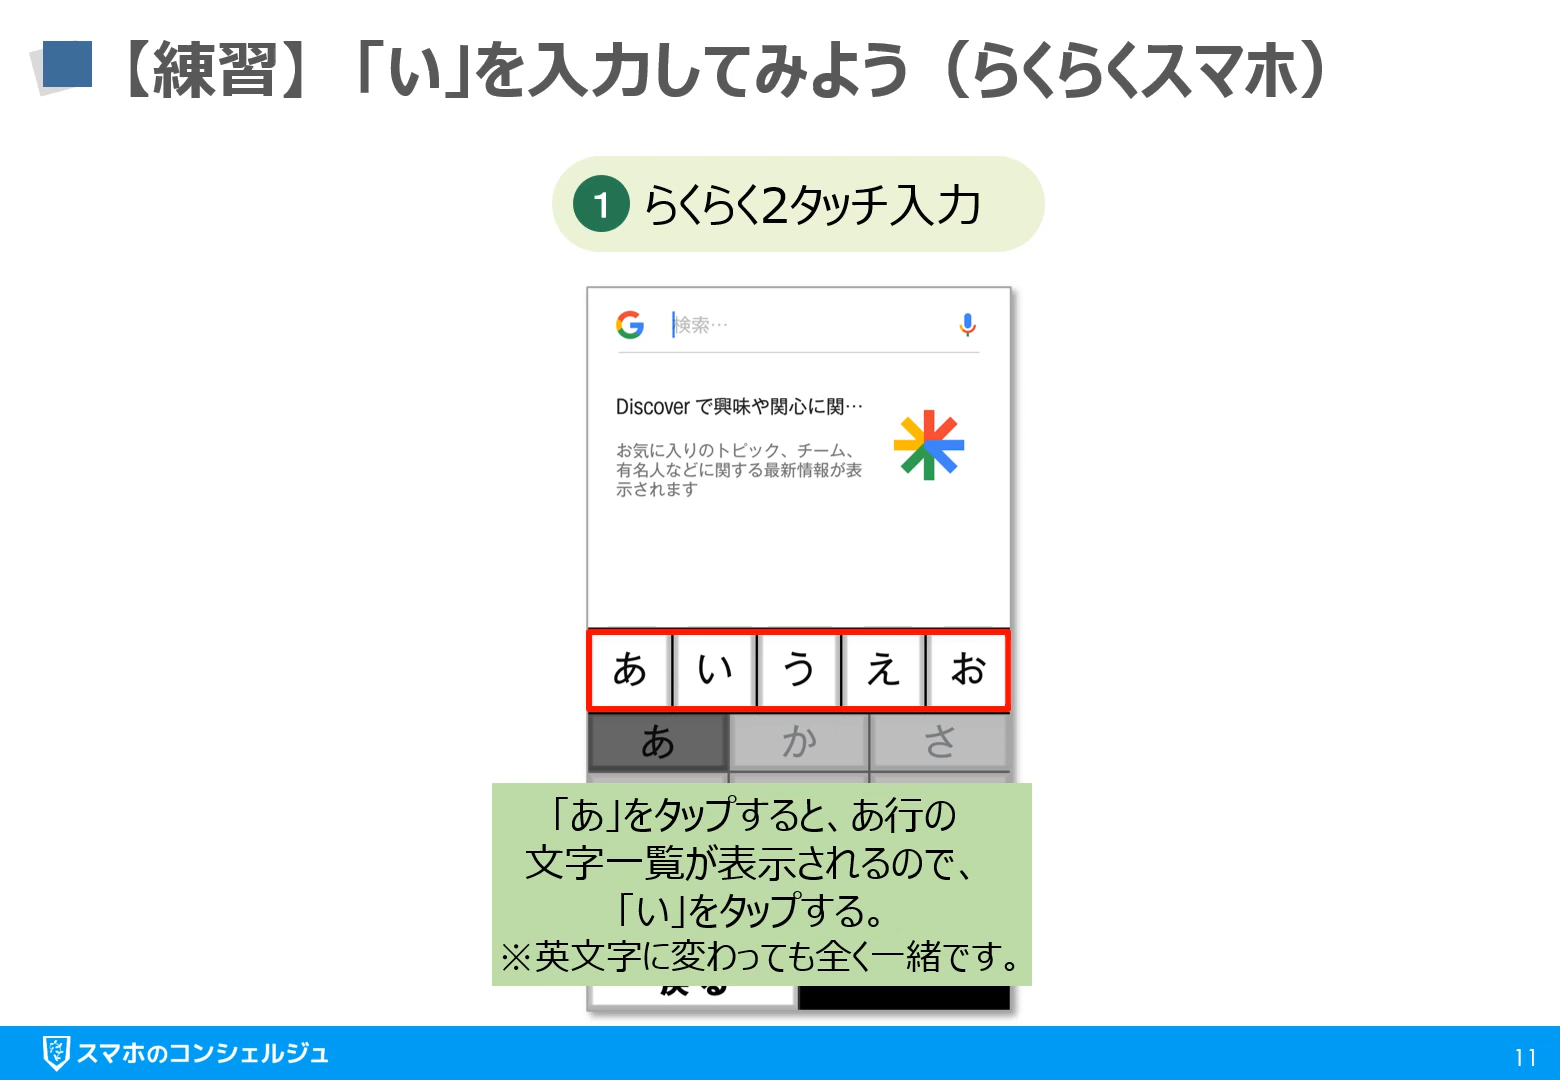 【練習】「い」を入力してみよう（らくらくスマホ）
1 らくらく2タッチ入力
検索…
Discover で興味や関心に関…
お気に入りのトピック、チーム、
有名人などに関する最新情報が表
示されます
あ い う え お
あ か さ
「あ」をタップすると、あ行の
文字一覧が表示されるので、
「い」をタップする。
※英文字に変わっても全く一緒です。
戻る
スマホのコンシェルジュ
11